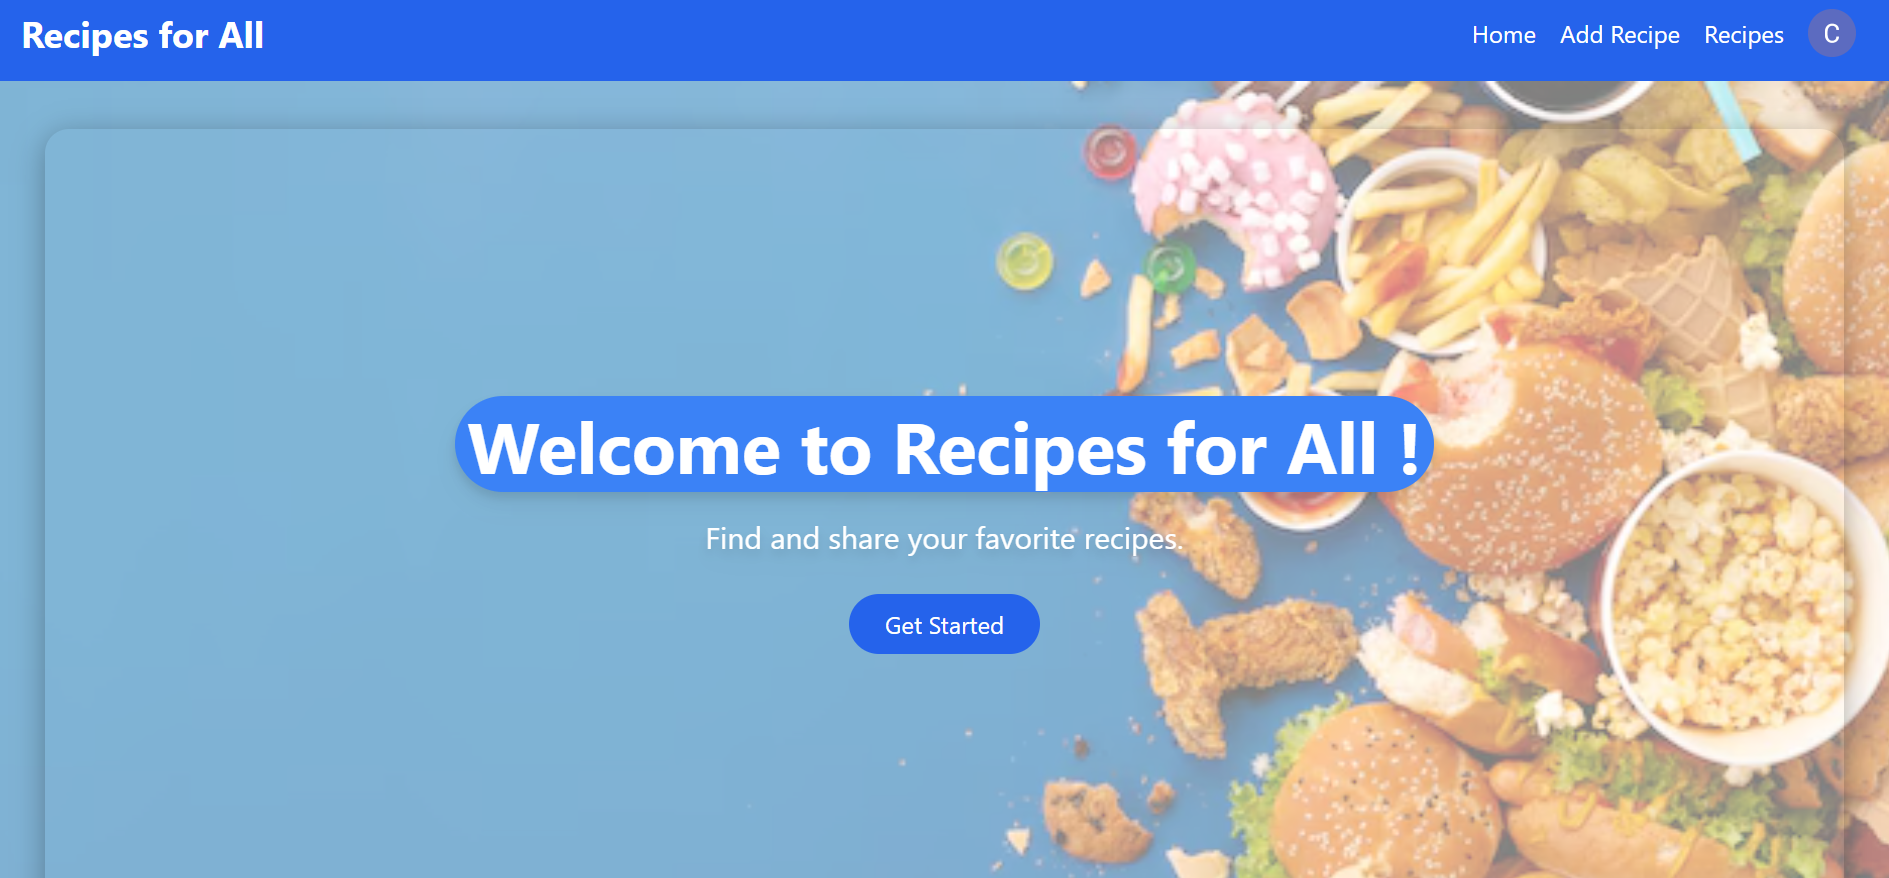 Recipes for All
Home Add Recipe Recipes C
Welcome to Recipes for All !
Find and share your favorite recipes.
Get Started